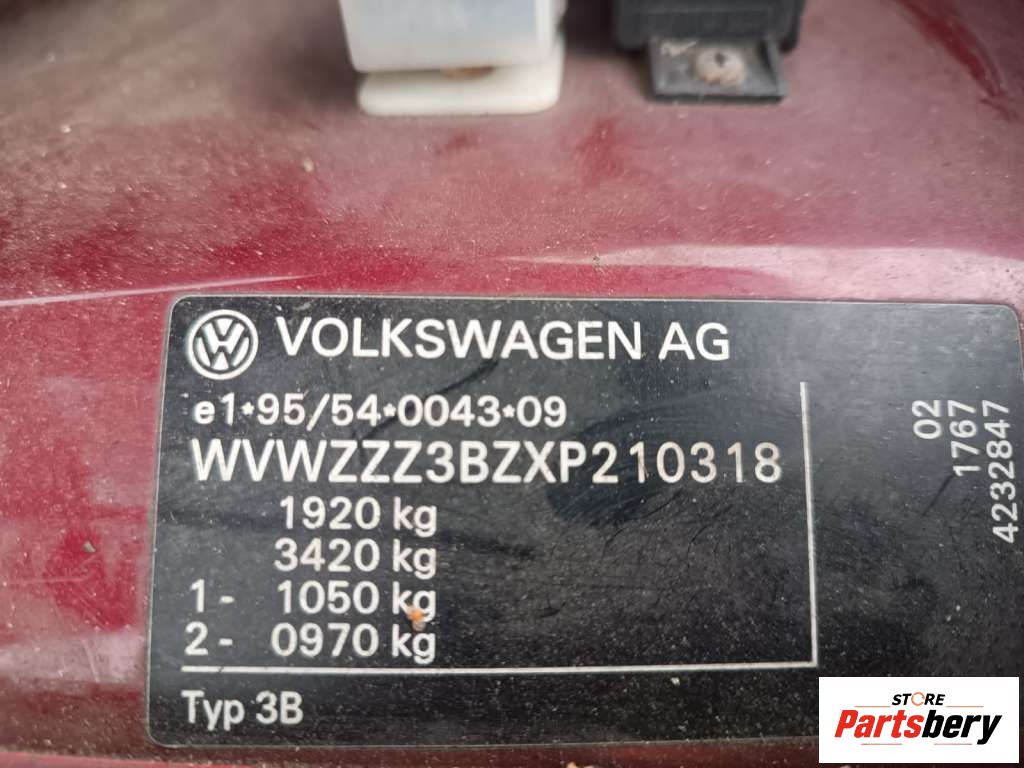 VOLKSWAGEN AG
e1*95/54*0043*09
WVWZZZ3BZXP210318
1920 kg
3420 kg
1- 1050 kg
2- 0970 kg
Typ 3B
02
1767
4232847
STORE
Partsbery